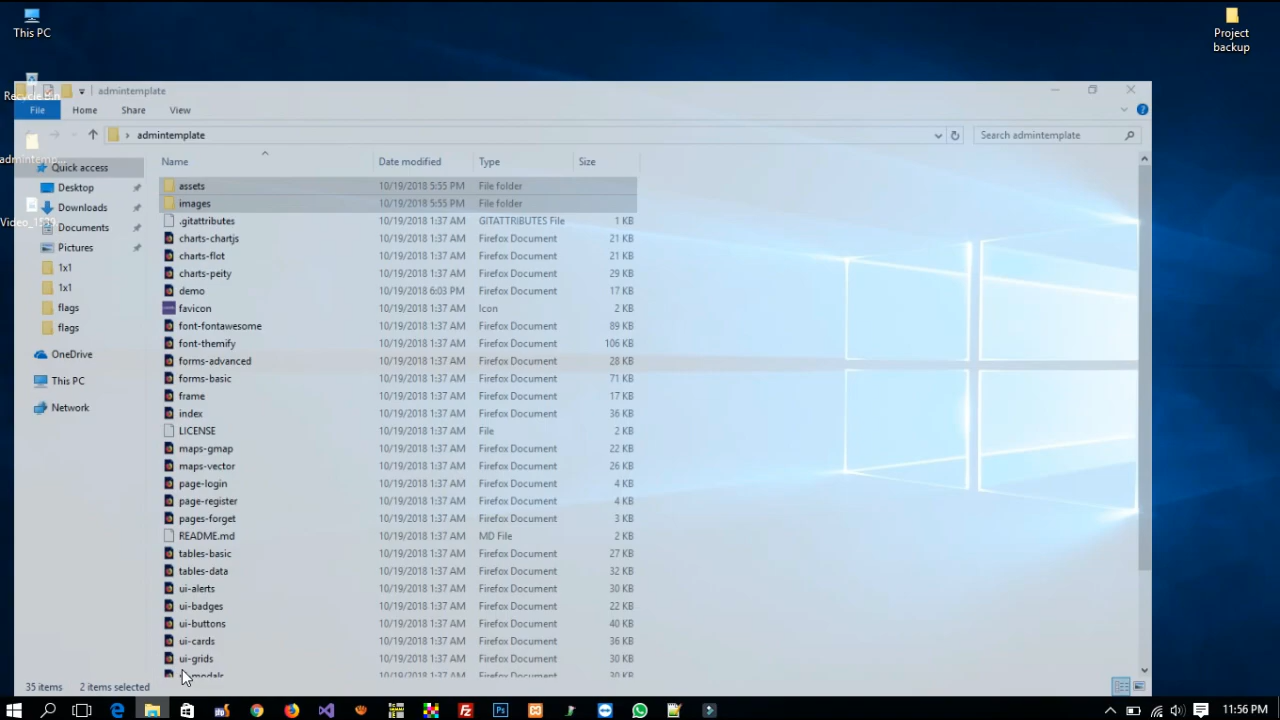 This PC
Project
backup
admintemplate
File
Home
Share
View
admintemplate
Search admintemplate
Quick access
Desktop
Downloads
Documents
Pictures
1x1
1x1
flags
flags
OneDrive
This PC
Network
Name Date modified Type Size
assets 10/19/2018 5:55 PM File folder
images 10/19/2018 5:55 PM File folder
.gitattributes 10/19/2018 1:37 AM GITATTRIBUTES File 1 KB
charts-chartjs 10/19/2018 1:37 AM Firefox Document 21 KB
charts-flot 10/19/2018 1:37 AM Firefox Document 21 KB
charts-peity 10/19/2018 1:37 AM Firefox Document 29 KB
demo 10/19/2018 6:03 PM Firefox Document 17 KB
favicon 10/19/2018 1:37 AM Icon 2 KB
font-fontawesome 10/19/2018 1:37 AM Firefox Document 89 KB
font-themify 10/19/2018 1:37 AM Firefox Document 106 KB
forms-advanced 10/19/2018 1:37 AM Firefox Document 28 KB
forms-basic 10/19/2018 1:37 AM Firefox Document 71 KB
frame 10/19/2018 1:37 AM Firefox Document 17 KB
index 10/19/2018 1:37 AM Firefox Document 36 KB
LICENSE 10/19/2018 1:37 AM File 2 KB
maps-gmap 10/19/2018 1:37 AM Firefox Document 22 KB
maps-vector 10/19/2018 1:37 AM Firefox Document 26 KB
page-login 10/19/2018 1:37 AM Firefox Document 4 KB
page-register 10/19/2018 1:37 AM Firefox Document 4 KB
pages-forget 10/19/2018 1:37 AM Firefox Document 3 KB
README.md 10/19/2018 1:37 AM MD File 2 KB
tables-basic 10/19/2018 1:37 AM Firefox Document 27 KB
tables-data 10/19/2018 1:37 AM Firefox Document 32 KB
ui-alerts 10/19/2018 1:37 AM Firefox Document 30 KB
ui-badges 10/19/2018 1:37 AM Firefox Document 22 KB
ui-buttons 10/19/2018 1:37 AM Firefox Document 40 KB
ui-cards 10/19/2018 1:37 AM Firefox Document 36 KB
ui-grids 10/19/2018 1:37 AM Firefox Document 30 KB
35 items 2 items selected
11:56 PM